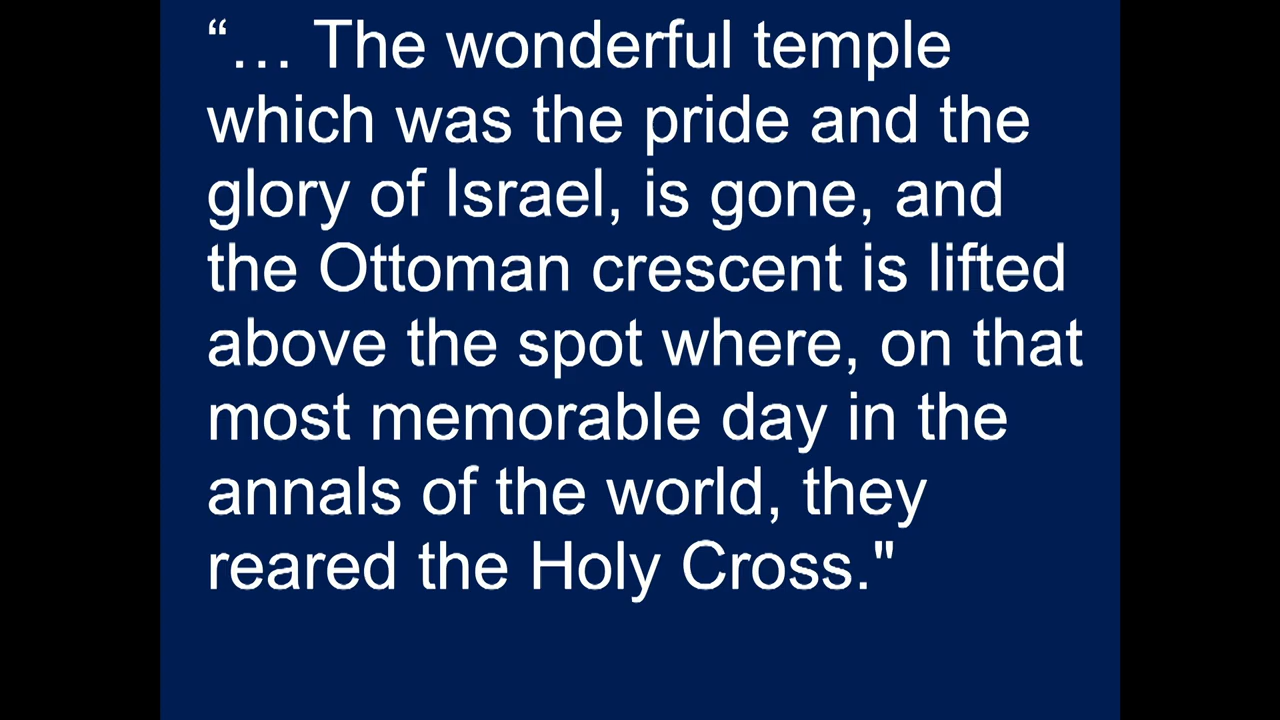 “… The wonderful temple
which was the pride and the
glory of Israel, is gone, and
the Ottoman crescent is lifted
above the spot where, on that
most memorable day in the
annals of the world, they
reared the Holy Cross."